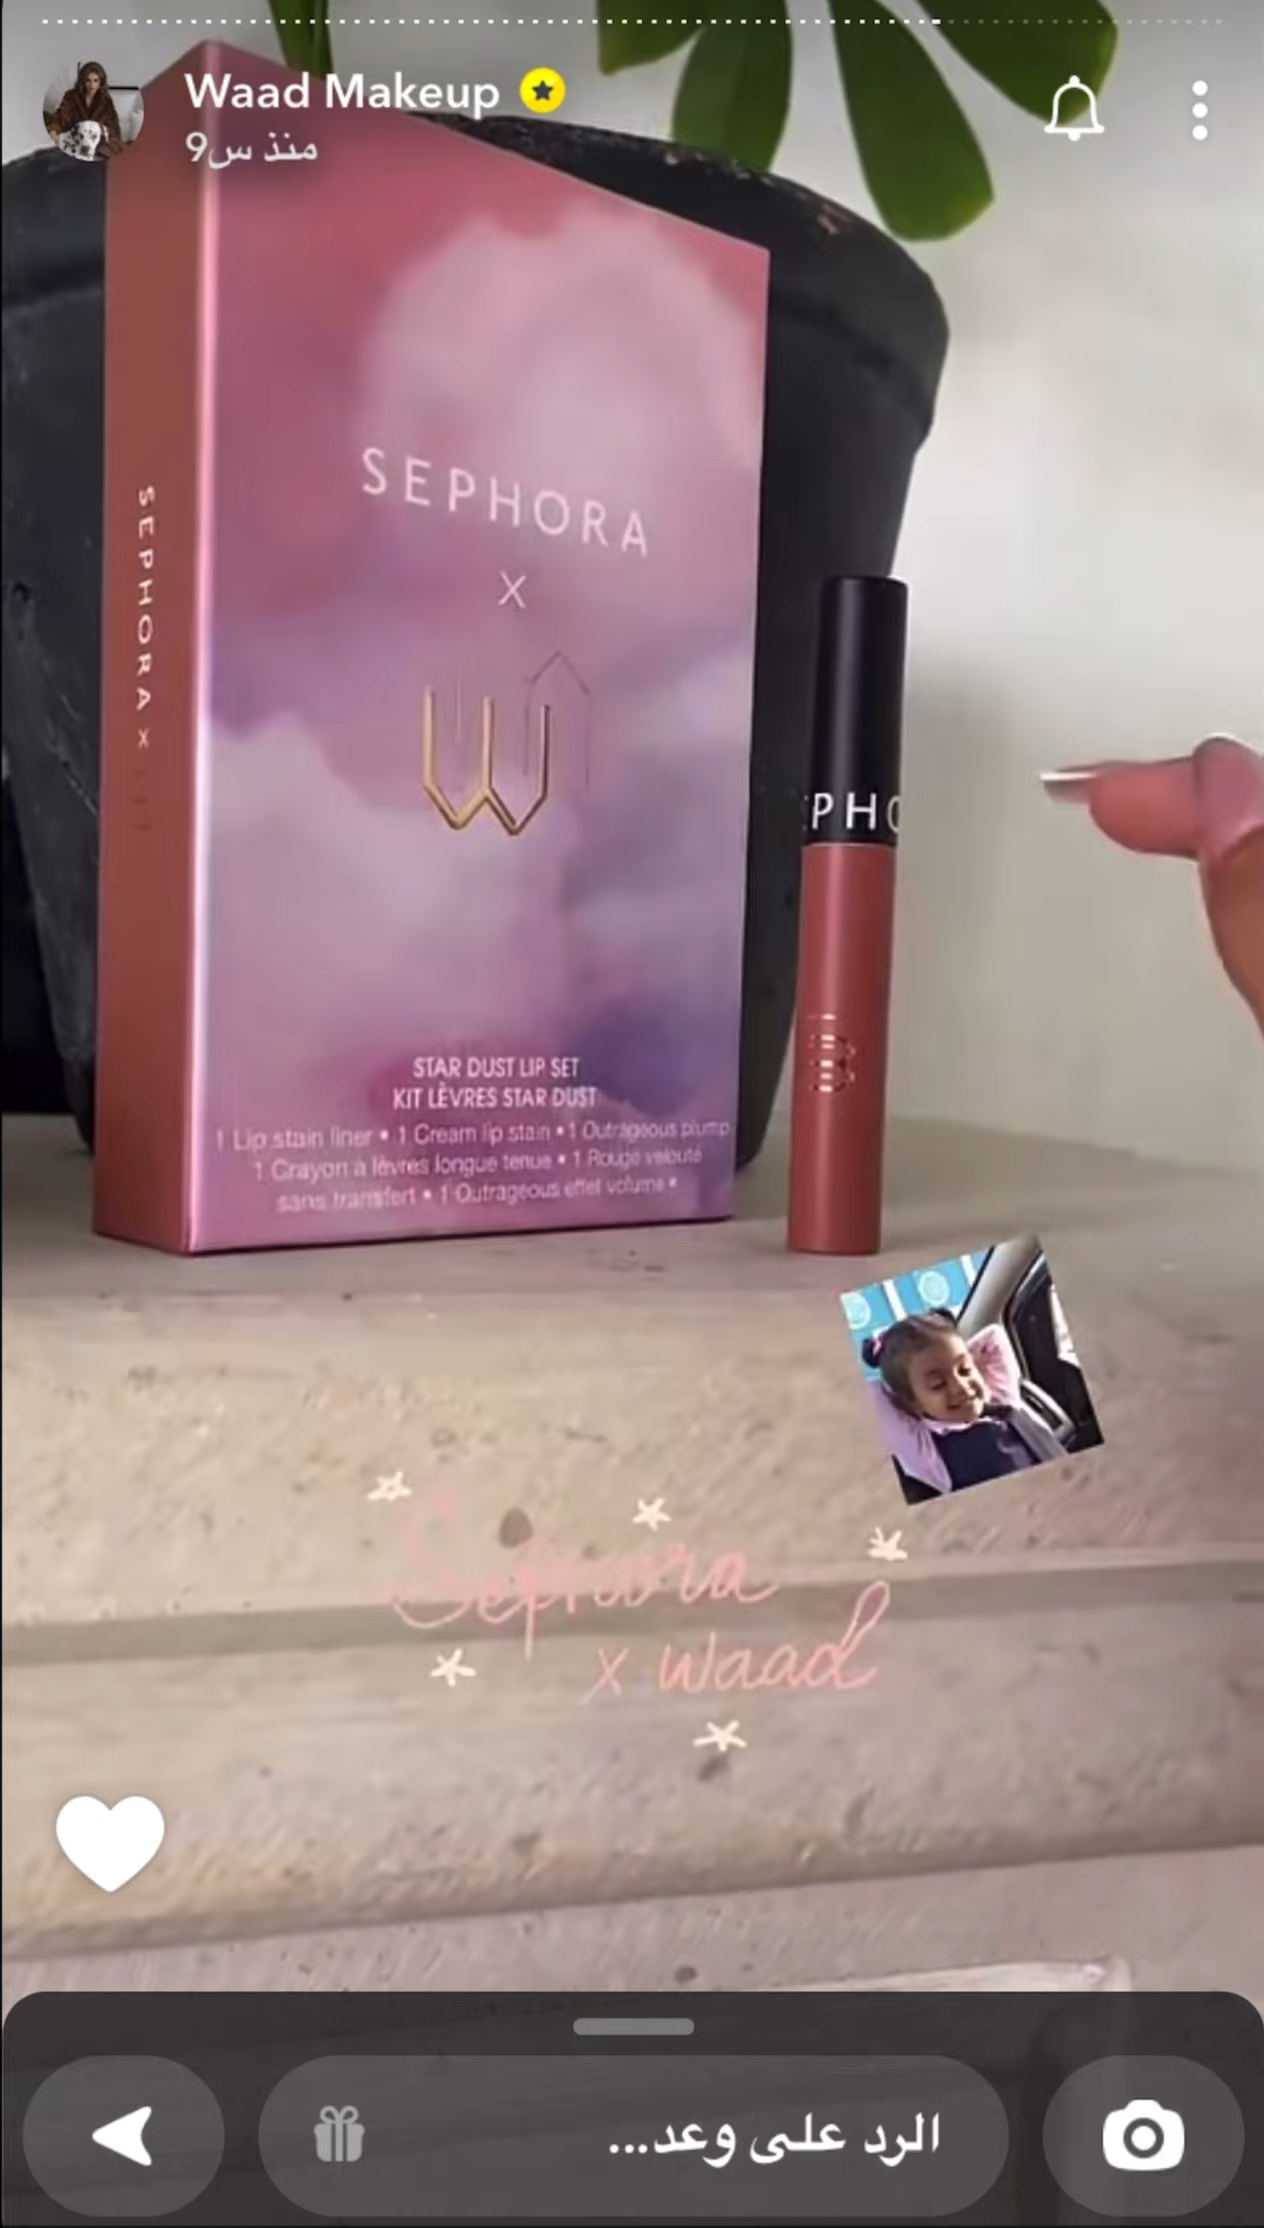 Waad Makeup
منذ س9
SEPHORA
X
W
SEPHORA X
PHO
STAR DUST LIP SET
KIT LÈVRES STAR DUST
1 Lip stain liner • 1 Cream lip stain • 1 Outrageous plump
1 Crayon à lèvres longue tenue • 1 Rouge velouté
sans transfert • 1 Outrageous effet volume •
Sephora
x waad
الرد على وعد...